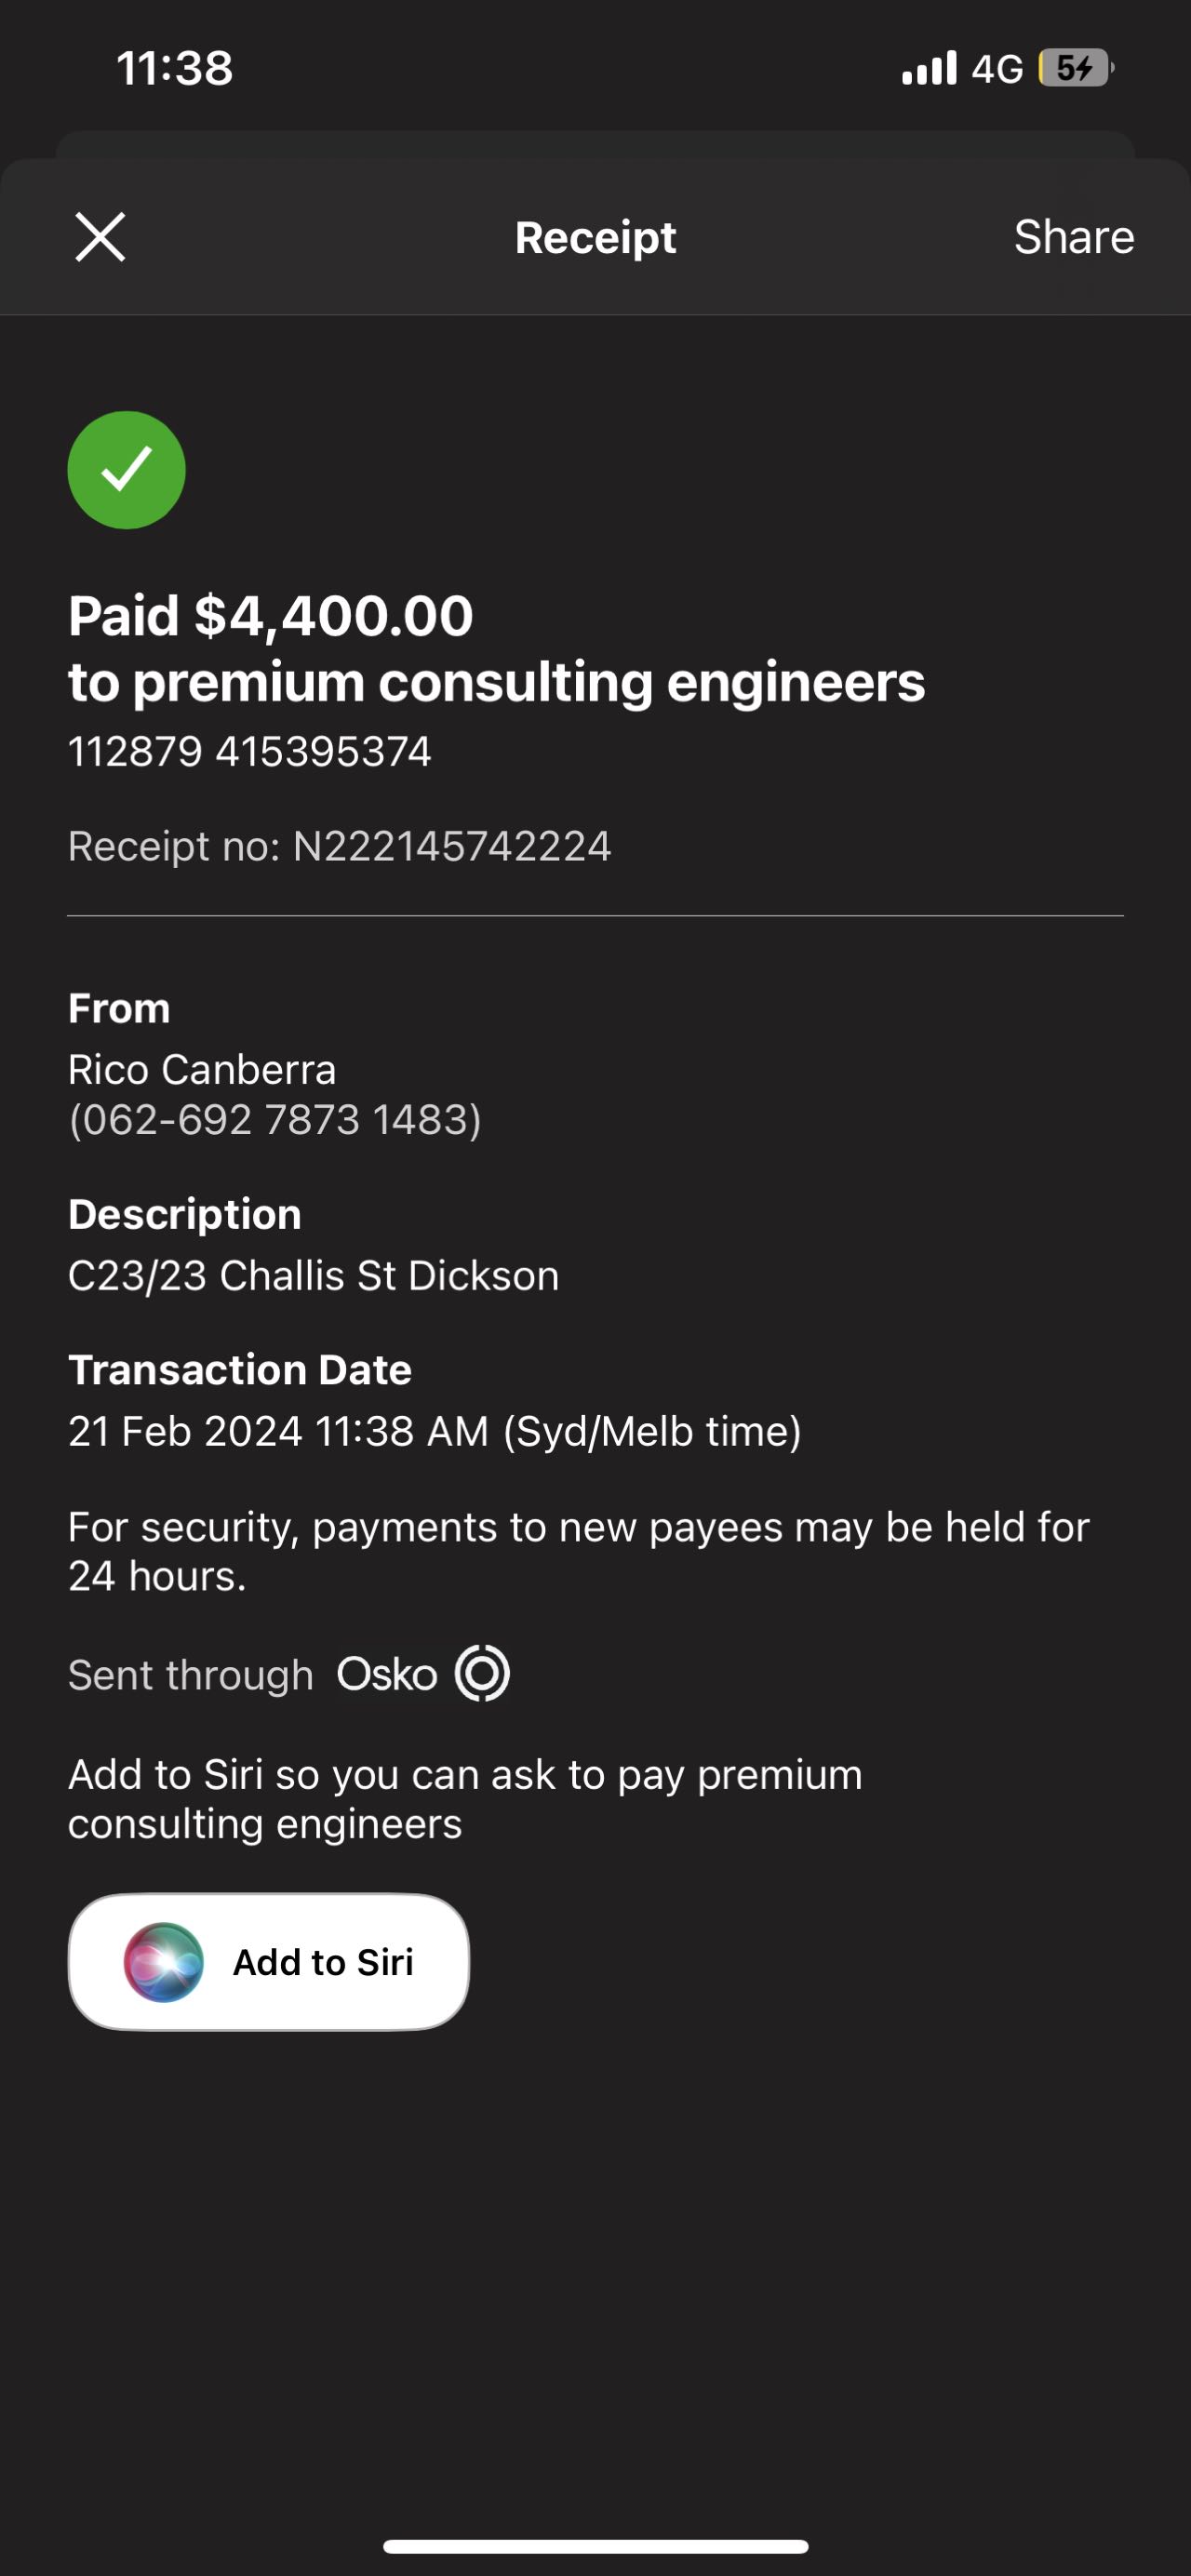 11:38
4G 5
Receipt
Share
Paid $4,400.00
to premium consulting engineers
112879 415395374
Receipt no: N222145742224
From
Rico Canberra
(062-692 7873 1483)
Description
C23/23 Challis St Dickson
Transaction Date
21 Feb 2024 11:38 AM (Syd/Melb time)
For security, payments to new payees may be held for
24 hours.
Sent through Osko
Add to Siri so you can ask to pay premium
consulting engineers
Add to Siri